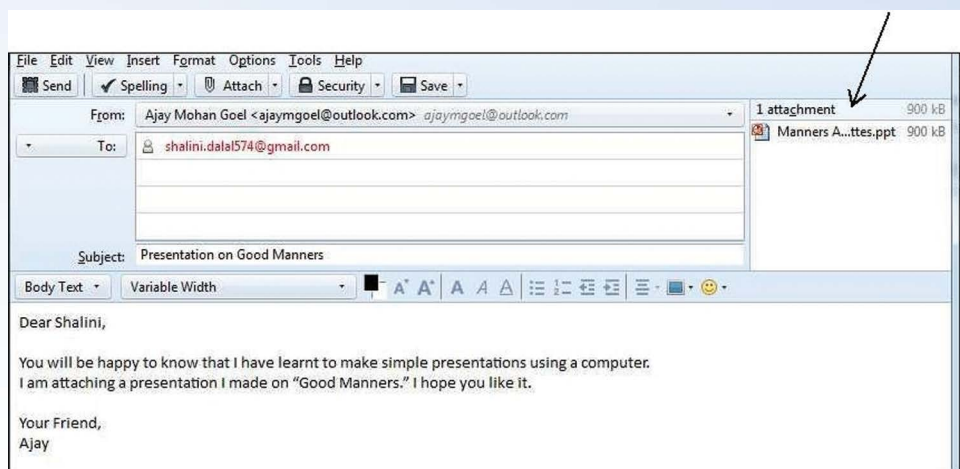 File Edit View Insert Format Options Tools Help
Send Spelling Attach Security Save
From: Ajay Mohan Goel <ajaymgoel@outlook.com> ajaymgoel@outlook.com
1 attachment 900 kB
Manners A...ttes.ppt 900 kB
To: shalini.dalal574@gmail.com
Subject: Presentation on Good Manners
Body Text Variable Width
Dear Shalini,
You will be happy to know that I have learnt to make simple presentations using a computer.
I am attaching a presentation I made on “Good Manners.” I hope you like it.
Your Friend,
Ajay